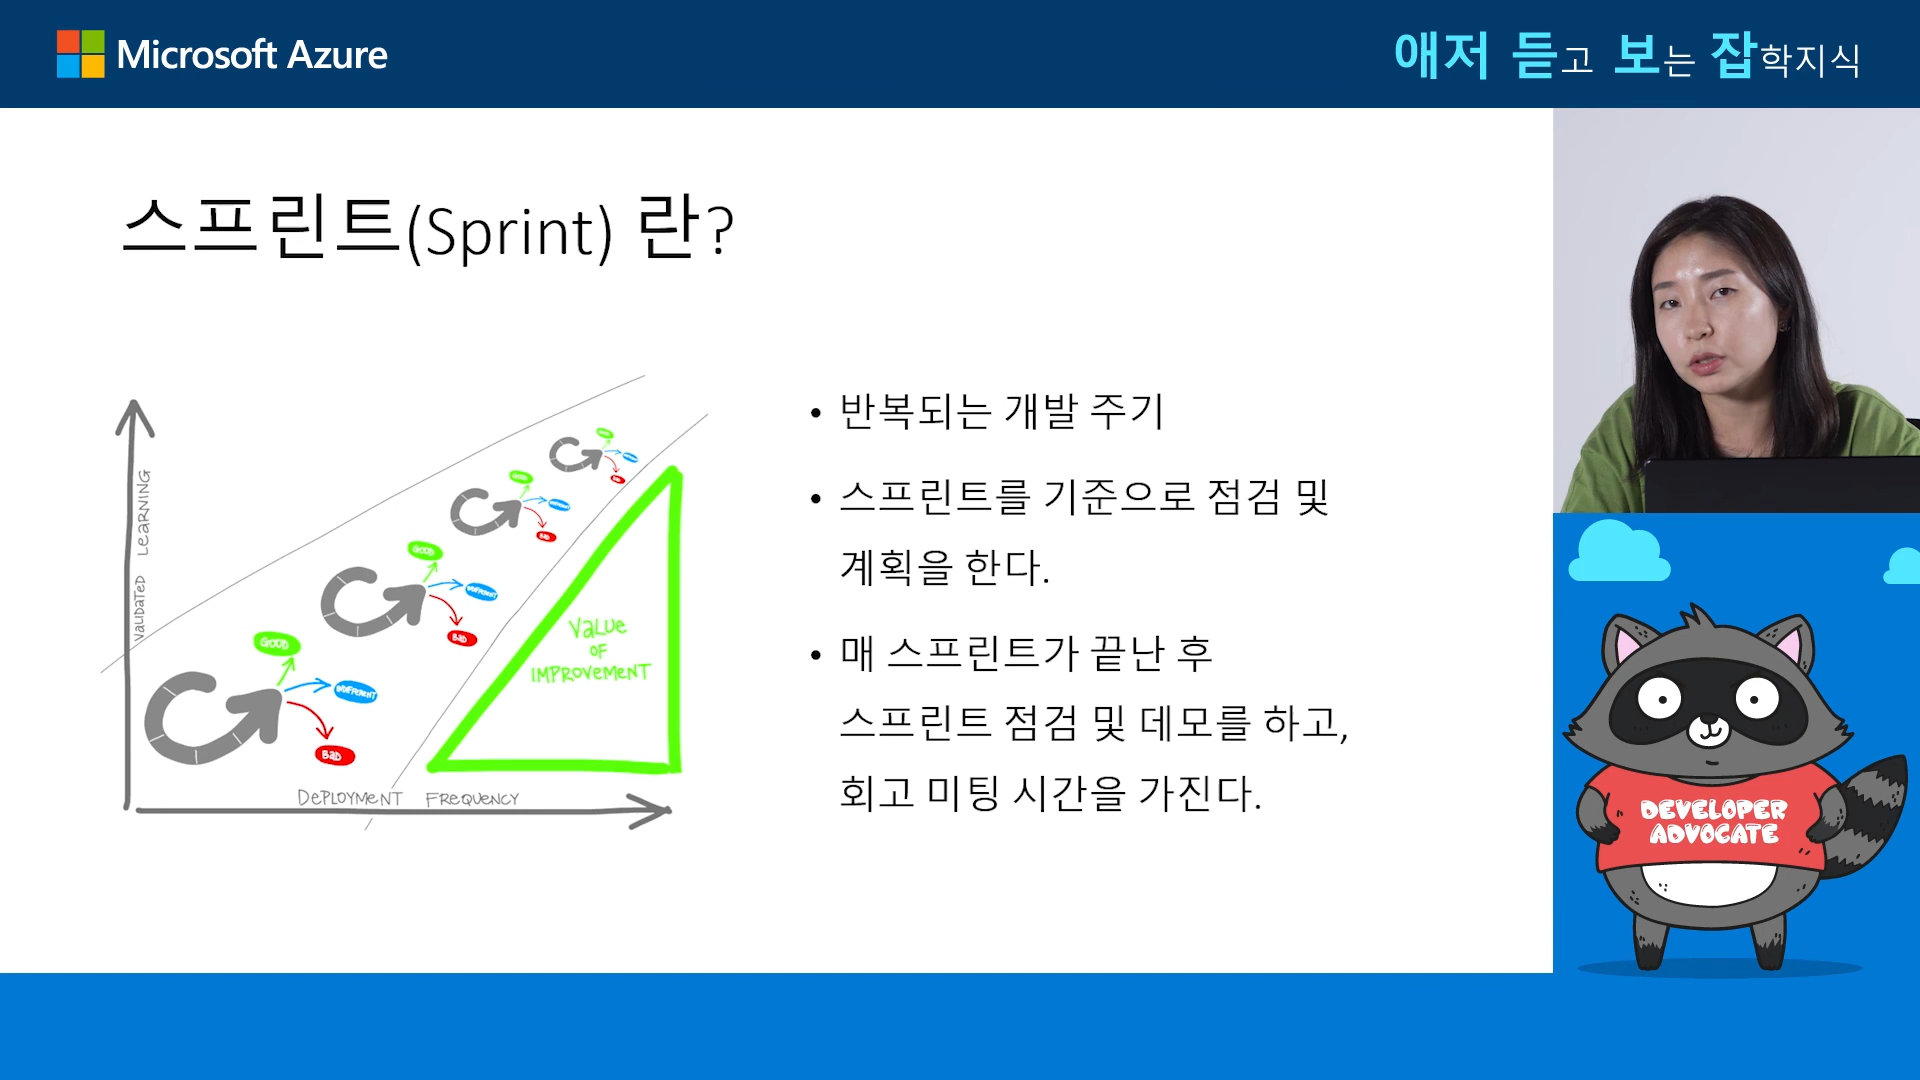 Microsoft Azure
애저 듣고 보는 잡학지식
스프린트(Sprint) 란?
반복되는 개발 주기
스프린트를 기준으로 점검 및
계획을 한다.
매 스프린트가 끝난 후
스프린트 점검 및 데모를 하고,
회고 미팅 시간을 가진다.
VALIDATED LEARNING
GOOD
INDIFFERENT
BAD
GOOD
INDIFFERENT
BAD
VALUE
OF
IMPROVEMENT
DEPLOYMENT FREQUENCY
DEVELOPER
ADVOCATE